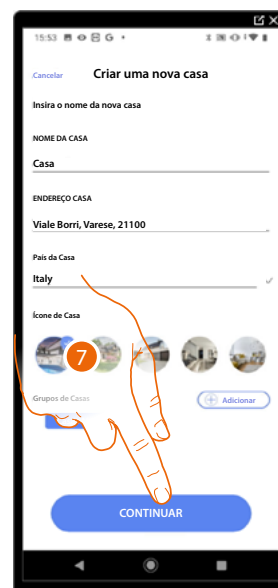 15:53
Cancelar Criar uma nova casa
Insira o nome da nova casa
NOME DA CASA
Casa
ENDEREÇO CASA
Viale Borri, Varese, 21100
País da Casa
Italy
Ícone de Casa
7
Grupos de Casas
Adicionar
CONTINUAR